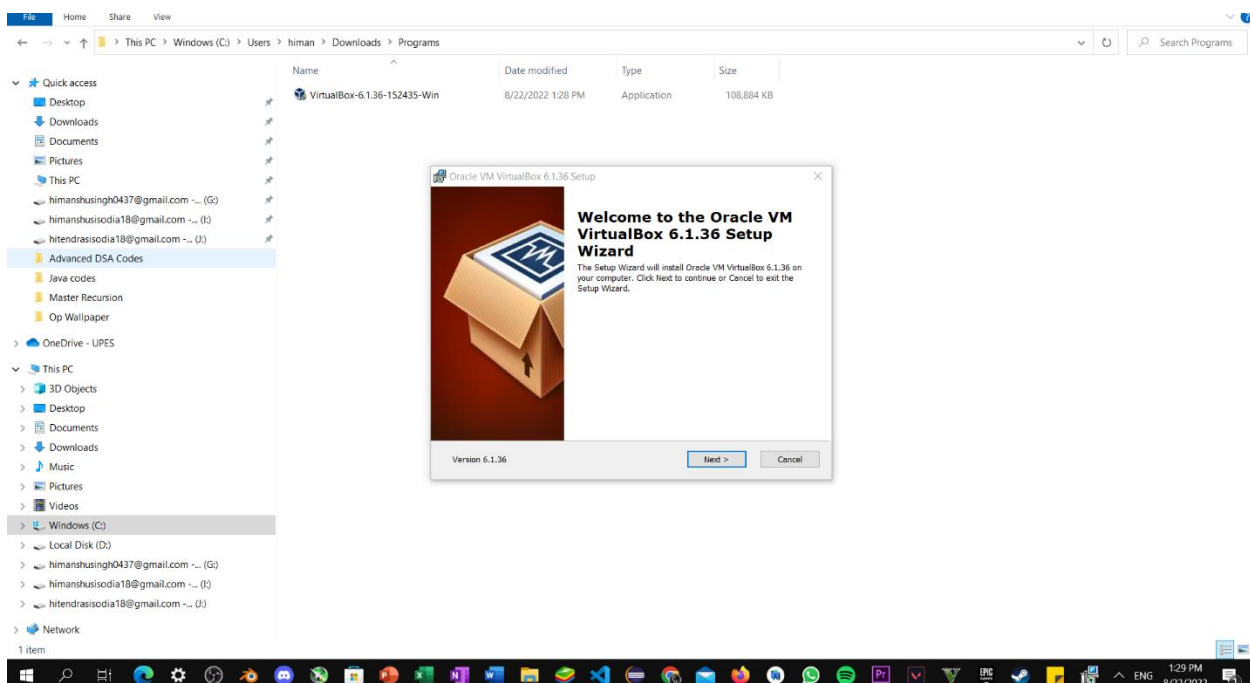 File Home Share View
This PC > Windows (C:) > Users > himan > Downloads > Programs
Search Programs
Name Date modified Type Size
VirtualBox-6.1.36-152435-Win 8/22/2022 1:28 PM Application 108,884 KB
Quick access
Desktop
Downloads
Documents
Pictures
This PC
himanshusingh0437@gmail.com -... (G:)
himanshusisodia18@gmail.com -... (I:)
hitendrasisodia18@gmail.com -... (J:)
Advanced DSA Codes
Java codes
Master Recursion
Op Wallpaper
OneDrive - UPES
This PC
3D Objects
Desktop
Documents
Downloads
Music
Pictures
Videos
Windows (C:)
Local Disk (D:)
himanshusingh0437@gmail.com -... (G:)
himanshusisodia18@gmail.com -... (I:)
hitendrasisodia18@gmail.com -... (J:)
Network
1 item
Oracle VM VirtualBox 6.1.36 Setup
Welcome to the Oracle VM
VirtualBox 6.1.36 Setup
Wizard
The Setup Wizard will install Oracle VM VirtualBox 6.1.36 on
your computer. Click Next to continue or Cancel to exit the
Setup Wizard.
Version 6.1.36
Next > Cancel
ENG
1:29 PM
8/22/2022